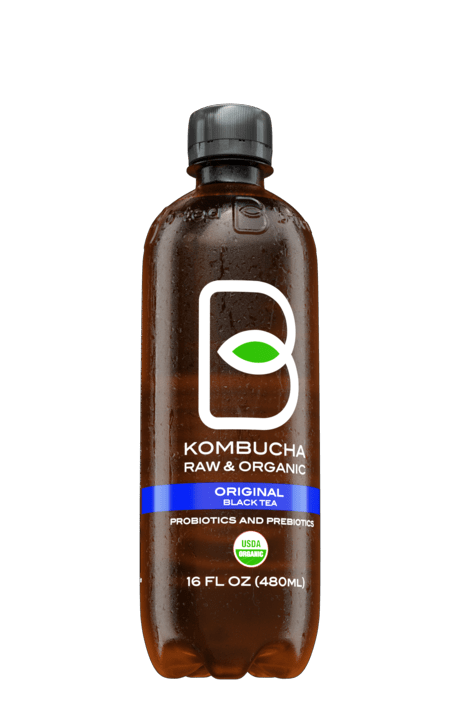 B
KOMBUCHA
RAW & ORGANIC
ORIGINAL
BLACK TEA
PROBIOTICS AND PREBIOTICS
USDA
ORGANIC
16 FL OZ (480ML)